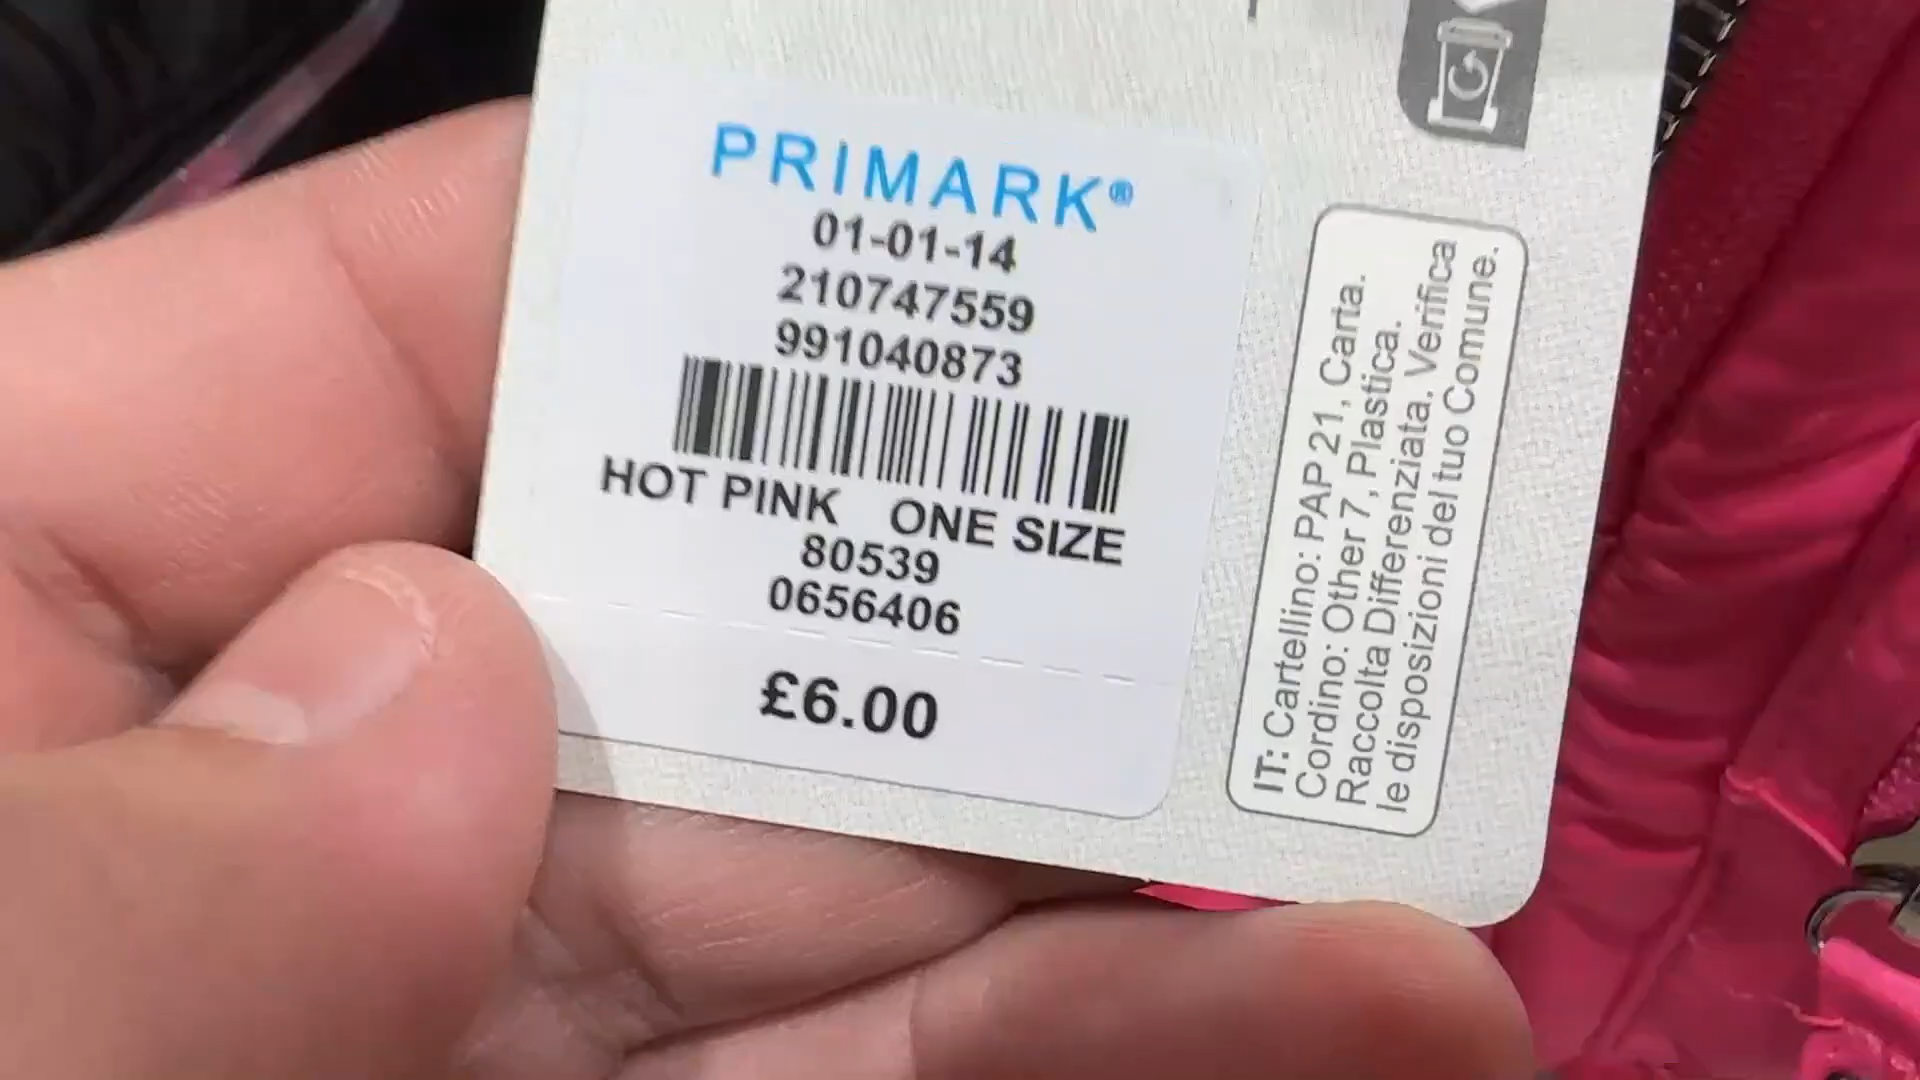 PRIMARK®
01-01-14
210747559
991040873
HOT PINK ONE SIZE
80539
0656406
£6.00
IT: Cartellino: PAP 21, Carta.
Cordino: Other 7, Plastica.
Raccolta Differenziata. Verifica
le disposizioni del tuo Comune.